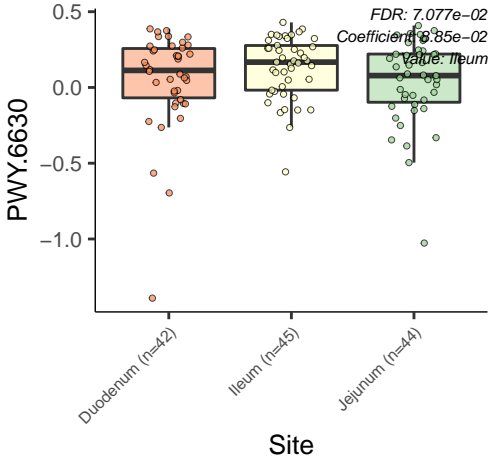 FDR: 7.077e-02
Coefficient: 8.85e-02
Value: Ileum
0.5
0.0
−0.5
−1.0
PWY.6630
Duodenum (n=42)
Ileum (n=45)
Jejunum (n=44)
Site